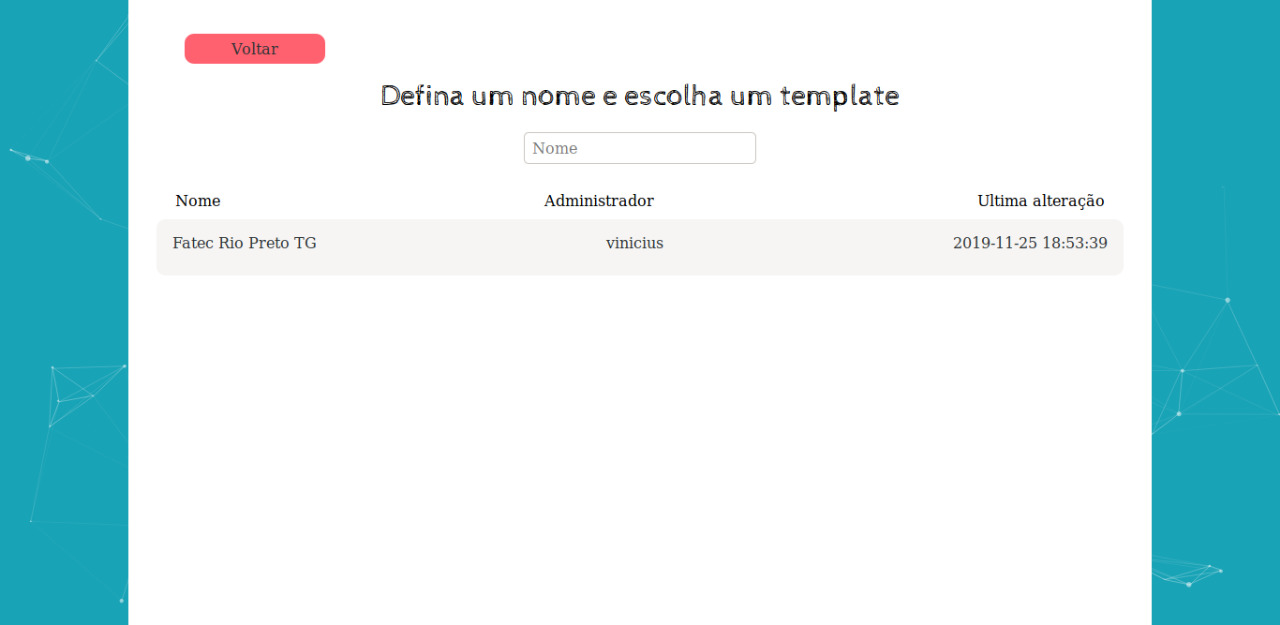 Voltar
Defina um nome e escolha um template
Nome
Nome Administrador Ultima alteração
Fatec Rio Preto TG vinicius 2019-11-25 18:53:39